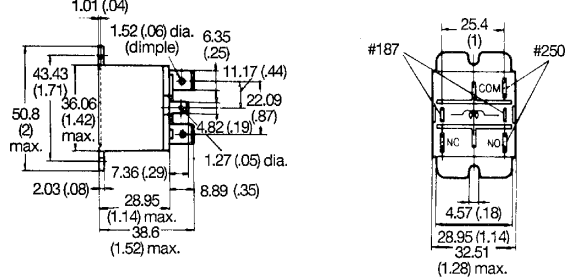 1.01 (.04)
1.52 (.06) dia.
(dimple)
6.35
(.25)
11.17 (.44)
43.43
(1.71)
36.06
(1.42)
max.
50.8
(2)
max.
22.09
(.87)
4.82 (.19)
1.27 (.05) dia.
7.36 (.29)
2.03 (.08)
8.89 (.35)
28.95
(1.14) max.
38.6
(1.52) max.
25.4
(1)
#187
#250
COM
NC
NO
4.57 (.18)
28.95 (1.14)
32.51
(1.28) max.